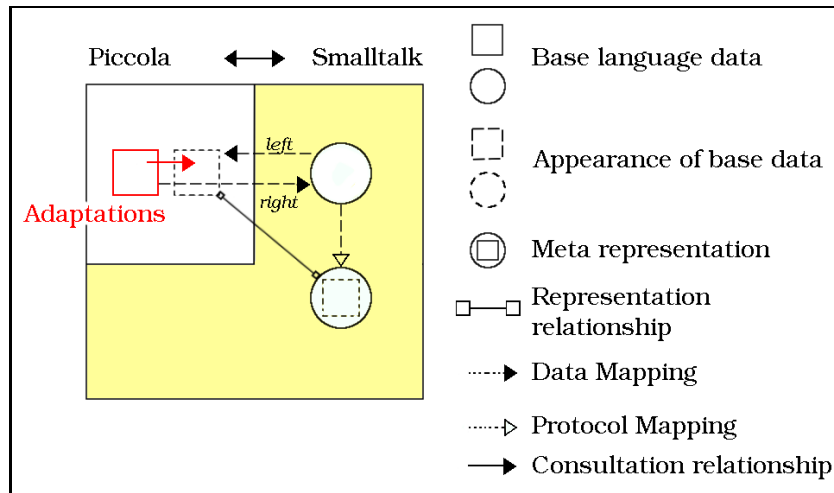 Piccola
Smalltalk
left
right
Adaptations
Base language data
Appearance of base data
Meta representation
Representation
relationship
Data Mapping
Protocol Mapping
Consultation relationship